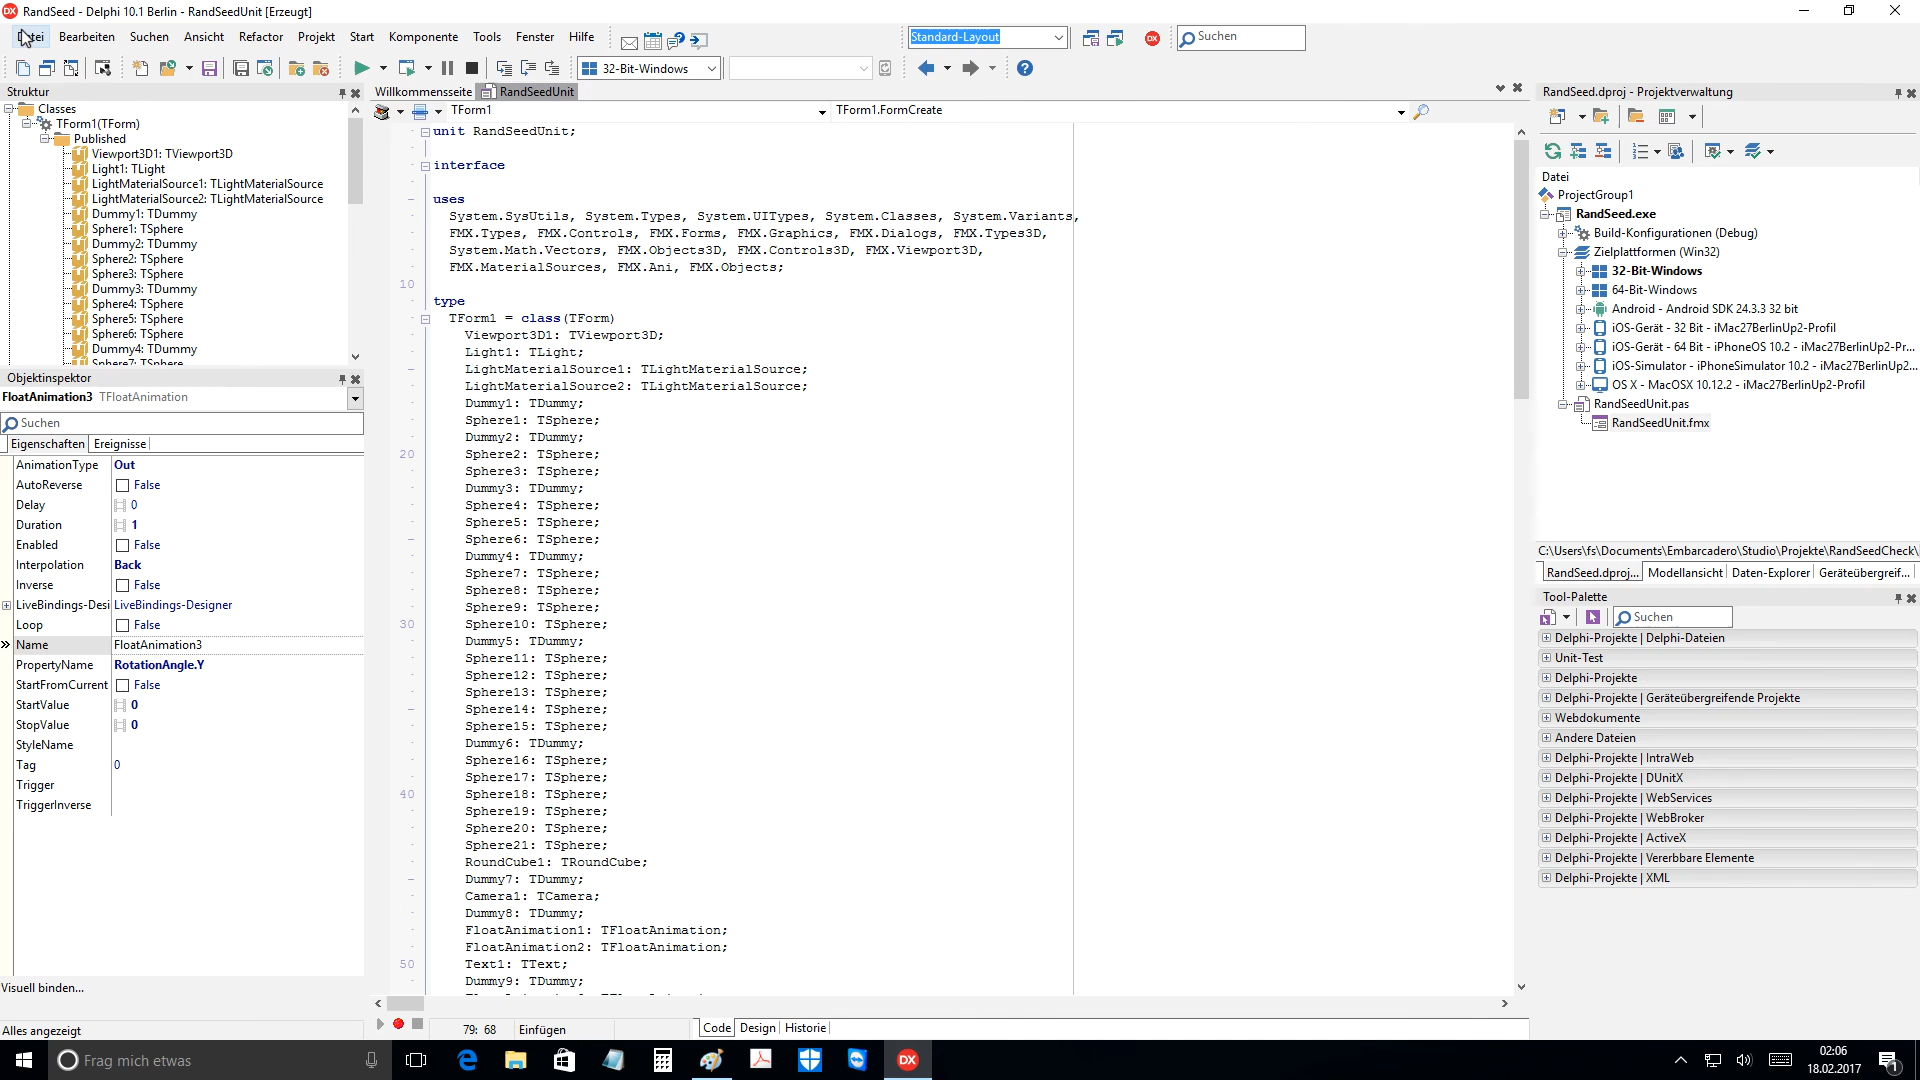 RandSeed - Delphi 10.1 Berlin - RandSeedUnit [Erzeugt]
Datei Bearbeiten Suchen Ansicht Refactor Projekt Start Komponente Tools Fenster Hilfe Standard-Layout Suchen
32-Bit-Windows
Struktur
Classes
TForm1(TForm)
Published
Viewport3D1: TViewport3D
Light1: TLight
LightMaterialSource1: TLightMaterialSource
LightMaterialSource2: TLightMaterialSource
Dummy1: TDummy
Sphere1: TSphere
Dummy2: TDummy
Sphere2: TSphere
Sphere3: TSphere
Dummy3: TDummy
Sphere4: TSphere
Sphere5: TSphere
Sphere6: TSphere
Dummy4: TDummy
Sphere7: TSphere
Objektinspektor
FloatAnimation3 TFloatAnimation
Suchen
Eigenschaften Ereignisse
AnimationType Out
AutoReverse False
Delay 0
Duration 1
Enabled False
Interpolation Back
Inverse False
LiveBindings-Desi LiveBindings-Designer
Loop False
Name FloatAnimation3
PropertyName RotationAngle.Y
StartFromCurrent False
StartValue 0
StopValue 0
StyleName
Tag 0
Trigger
TriggerInverse
Visuell binden...
Alles angezeigt
Willkommensseite RandSeedUnit
TForm1 TForm1.FormCreate
unit RandSeedUnit;
interface
uses
System.SysUtils, System.Types, System.UITypes, System.Classes, System.Variants,
FMX.Types, FMX.Controls, FMX.Forms, FMX.Graphics, FMX.Dialogs, FMX.Types3D,
System.Math.Vectors, FMX.Objects3D, FMX.Controls3D, FMX.Viewport3D,
FMX.MaterialSources, FMX.Ani, FMX.Objects;
10
type
TForm1 = class(TForm)
Viewport3D1: TViewport3D;
Light1: TLight;
LightMaterialSource1: TLightMaterialSource;
LightMaterialSource2: TLightMaterialSource;
Dummy1: TDummy;
Sphere1: TSphere;
Dummy2: TDummy;
20 Sphere2: TSphere;
Sphere3: TSphere;
Dummy3: TDummy;
Sphere4: TSphere;
Sphere5: TSphere;
Sphere6: TSphere;
Dummy4: TDummy;
Sphere7: TSphere;
Sphere8: TSphere;
Sphere9: TSphere;
30 Sphere10: TSphere;
Dummy5: TDummy;
Sphere11: TSphere;
Sphere12: TSphere;
Sphere13: TSphere;
Sphere14: TSphere;
Sphere15: TSphere;
Dummy6: TDummy;
Sphere16: TSphere;
Sphere17: TSphere;
40 Sphere18: TSphere;
Sphere19: TSphere;
Sphere20: TSphere;
Sphere21: TSphere;
RoundCube1: TRoundCube;
Dummy7: TDummy;
Camera1: TCamera;
Dummy8: TDummy;
FloatAnimation1: TFloatAnimation;
FloatAnimation2: TFloatAnimation;
50 Text1: TText;
Dummy9: TDummy;
79: 68 Einfügen Code Design Historie
RandSeed.dproj - Projektverwaltung
Datei
ProjectGroup1
RandSeed.exe
Build-Konfigurationen (Debug)
Zielplattformen (Win32)
32-Bit-Windows
64-Bit-Windows
Android - Android SDK 24.3.3 32 bit
iOS-Gerät - 32 Bit - iMac27BerlinUp2-Profil
iOS-Gerät - 64 Bit - iPhoneOS 10.2 - iMac27BerlinUp2-Pr...
iOS-Simulator - iPhoneSimulator 10.2 - iMac27BerlinUp2...
OS X - MacOSX 10.12.2 - iMac27BerlinUp2-Profil
RandSeedUnit.pas
RandSeedUnit.fmx
C:\Users\fs\Documents\Embarcadero\Studio\Projekte\RandSeedCheck\
RandSeed.dproj... Modellansicht Daten-Explorer Geräteübergreif...
Tool-Palette
Suchen
Delphi-Projekte | Delphi-Dateien
Unit-Test
Delphi-Projekte
Delphi-Projekte | Geräteübergreifende Projekte
Webdokumente
Andere Dateien
Delphi-Projekte | IntraWeb
Delphi-Projekte | DUnitX
Delphi-Projekte | WebServices
Delphi-Projekte | WebBroker
Delphi-Projekte | ActiveX
Delphi-Projekte | Vererbbare Elemente
Delphi-Projekte | XML
Frag mich etwas
02:06
18.02.2017
1